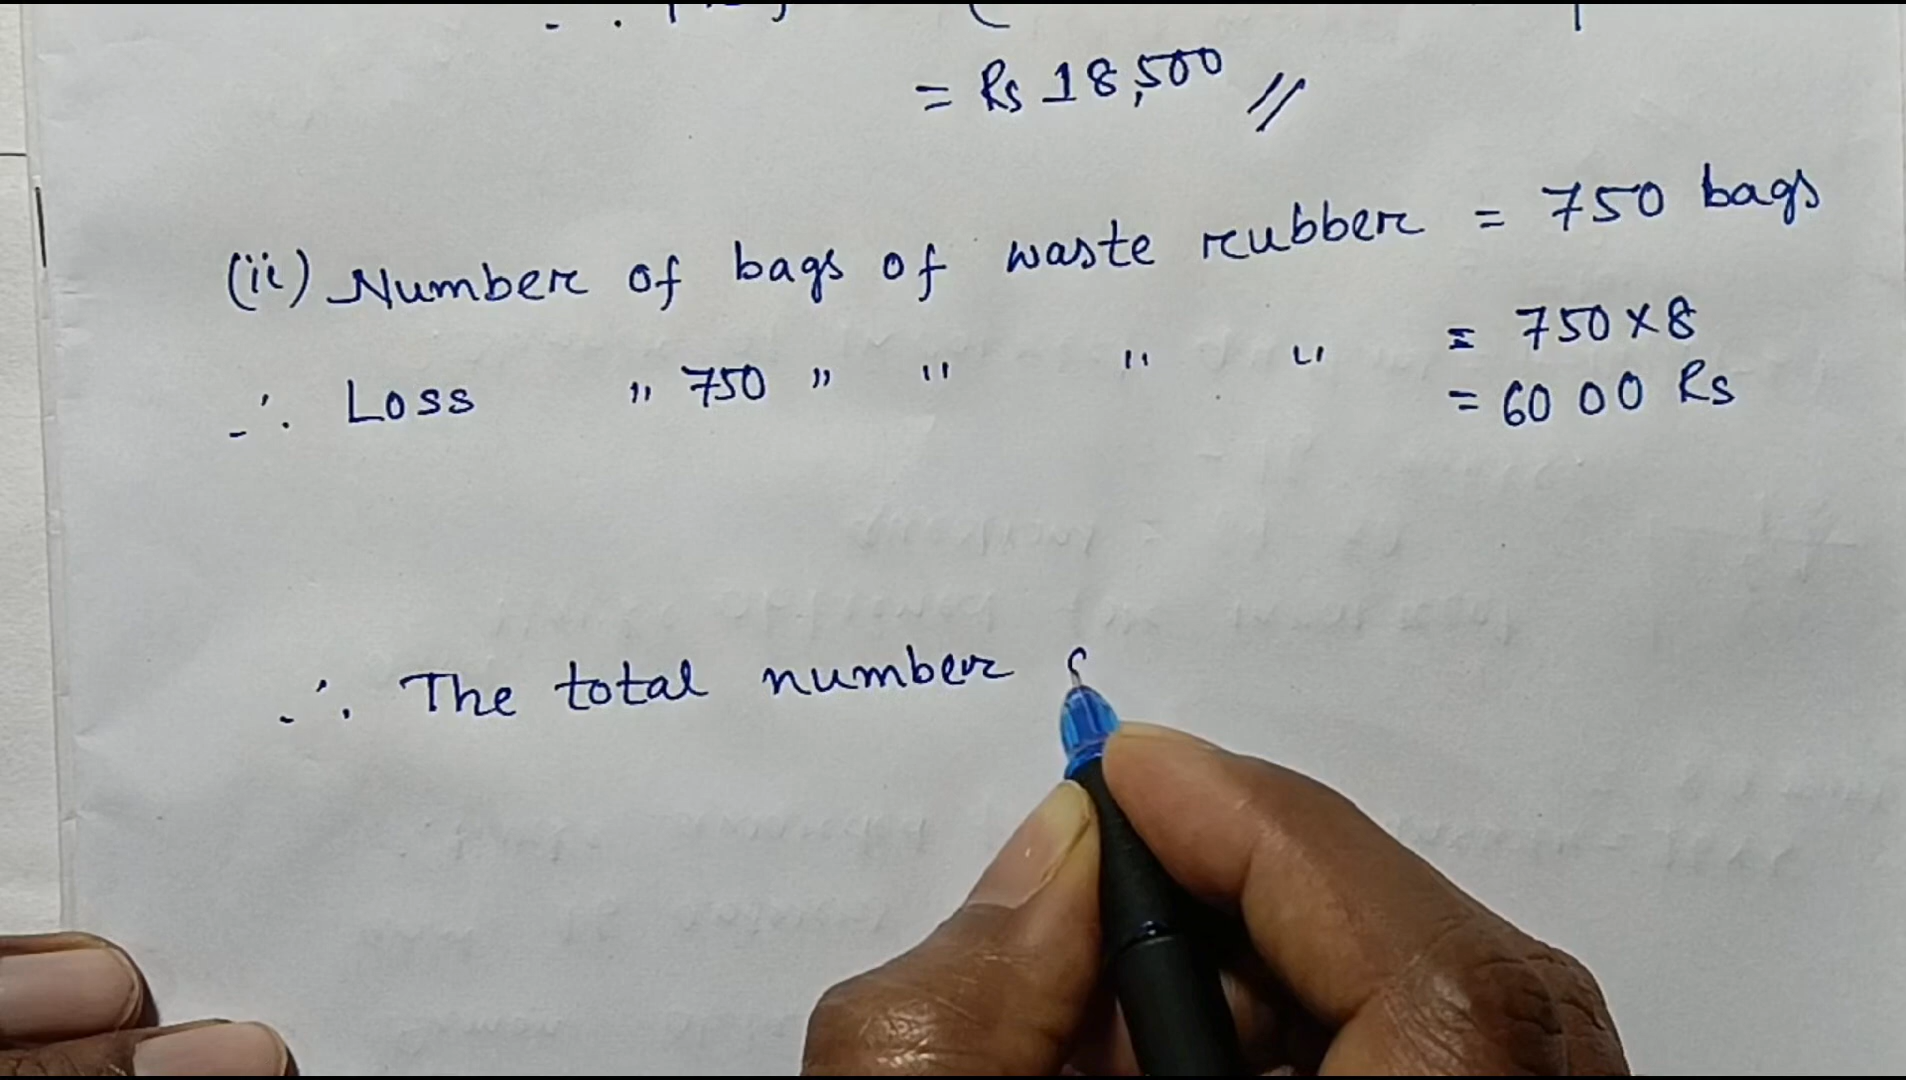 = Rs 18,500 //
(ii) Number of bags of waste rubber = 750 bags
∴ Loss " 750 " " " " = 750×8
= 6000 Rs
∴ The total number